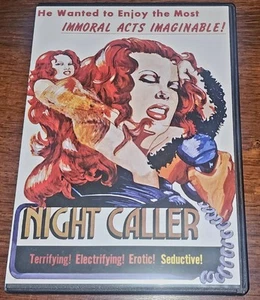 He Wanted to Enjoy the Most
IMMORAL ACTS IMAGINABLE!
NIGHT CALLER
Terrifying! Electrifying! Erotic! Seductive!